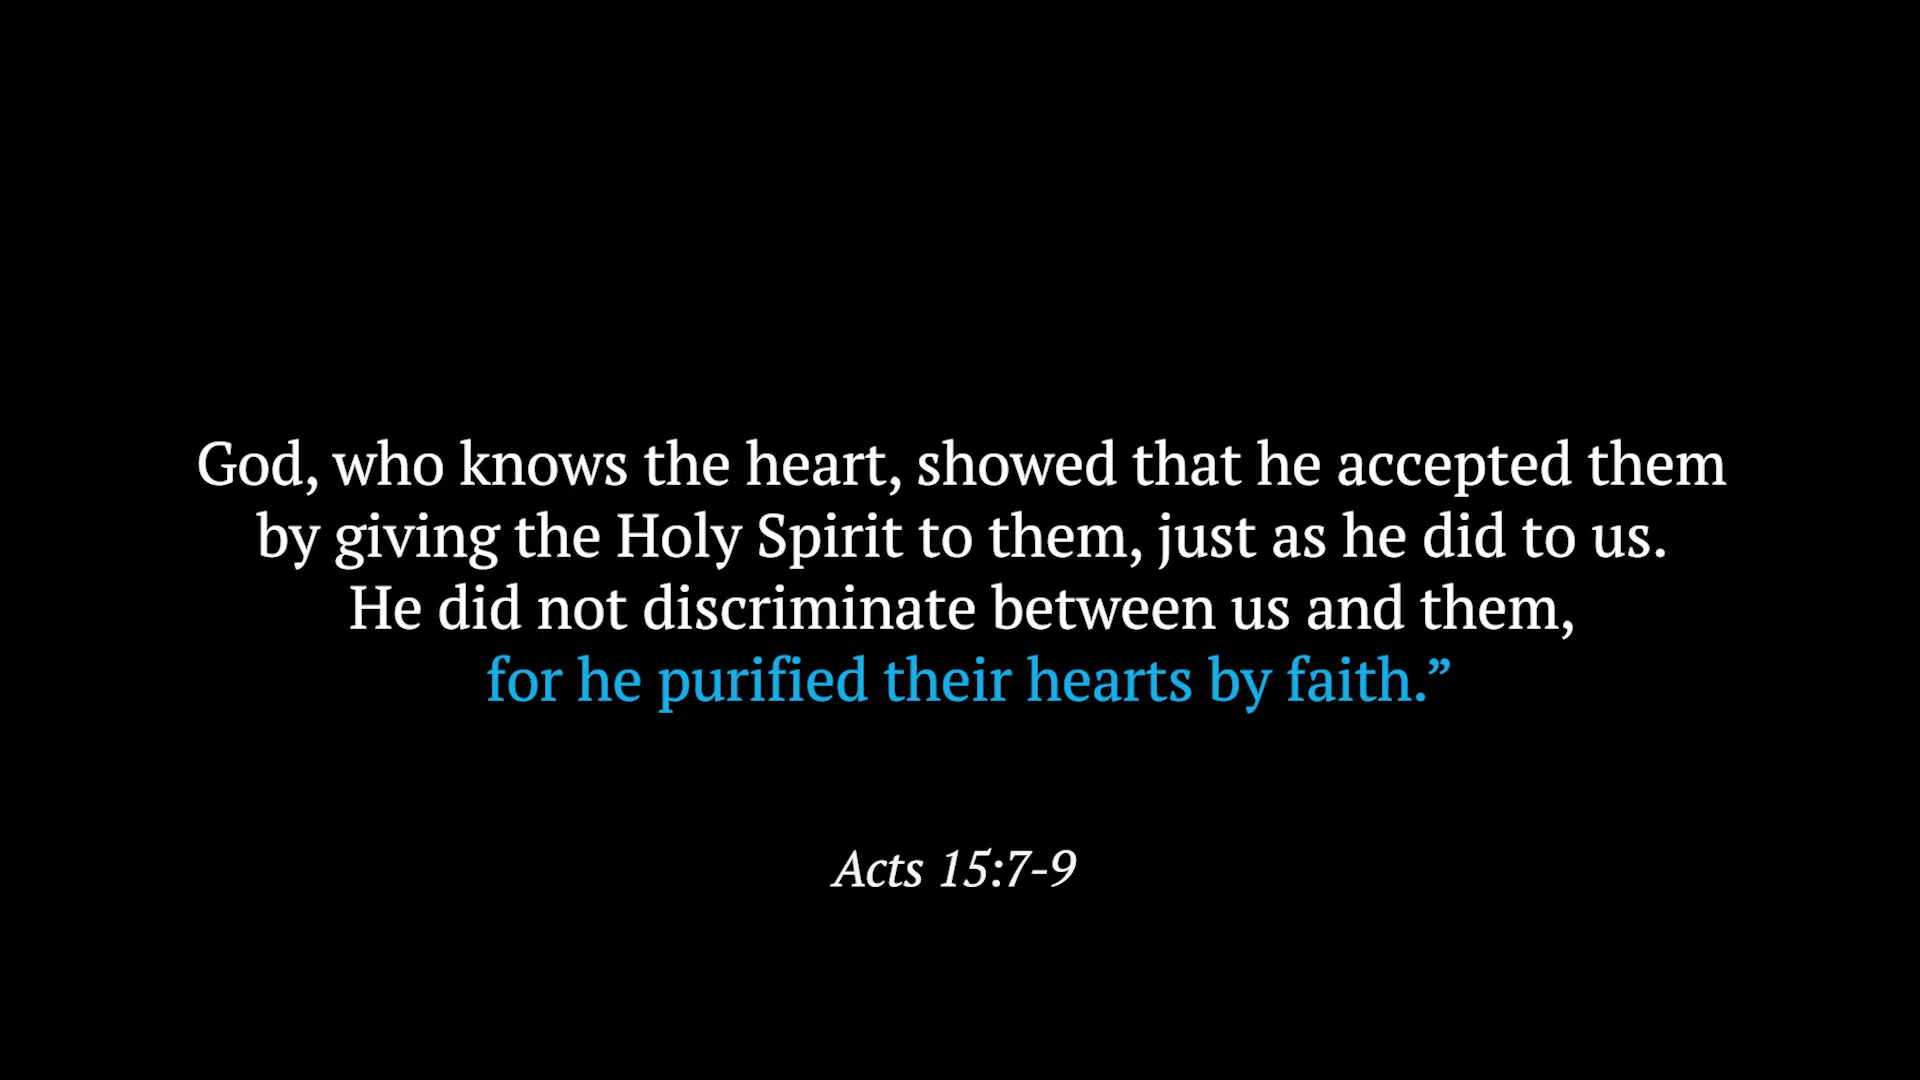 God, who knows the heart, showed that he accepted them
by giving the Holy Spirit to them, just as he did to us.
He did not discriminate between us and them,
for he purified their hearts by faith.”
Acts 15:7-9